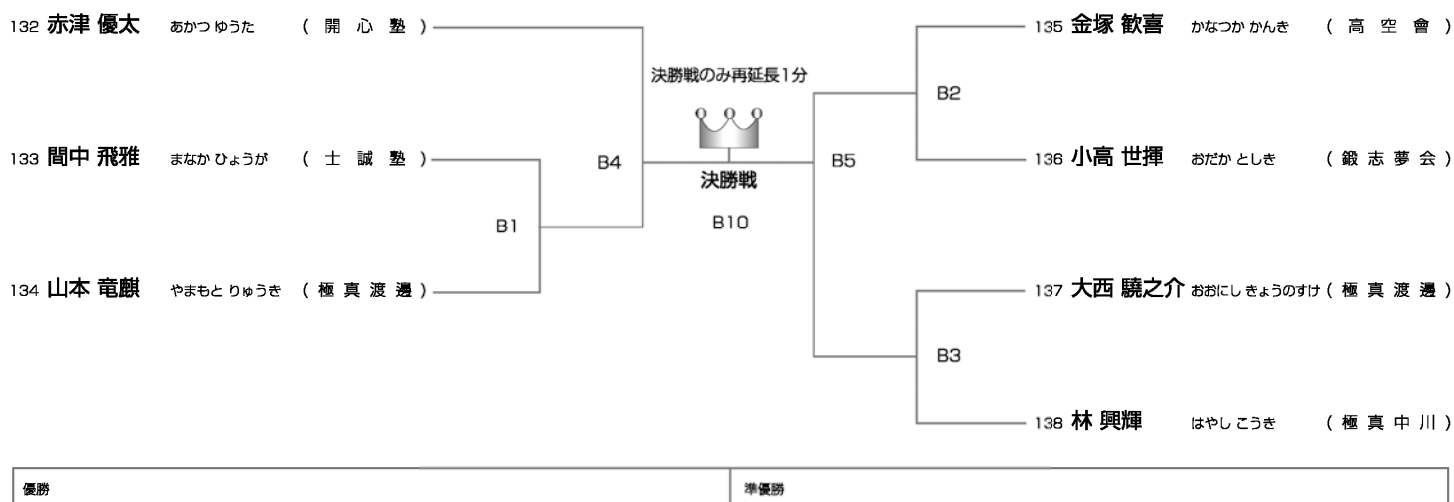 132 赤津 優太 あかつ ゆうた (開心塾)
133 間中 飛雅 まなか ひょうが (士誠塾)
134 山本 竜麒 やまもと りゅうき (極真渡邊)
B1
B4
決勝戦のみ再延長1分
決勝戦
B10
B5
B2
B3
135 金塚 歓喜 かなつか かんき (高空會)
136 小高 世揮 おだか としき (鍛志夢会)
137 大西 驍之介 おおにし きょうのすけ (極真渡邊)
138 林 興輝 はやし こうき (極真中川)
優勝
準優勝